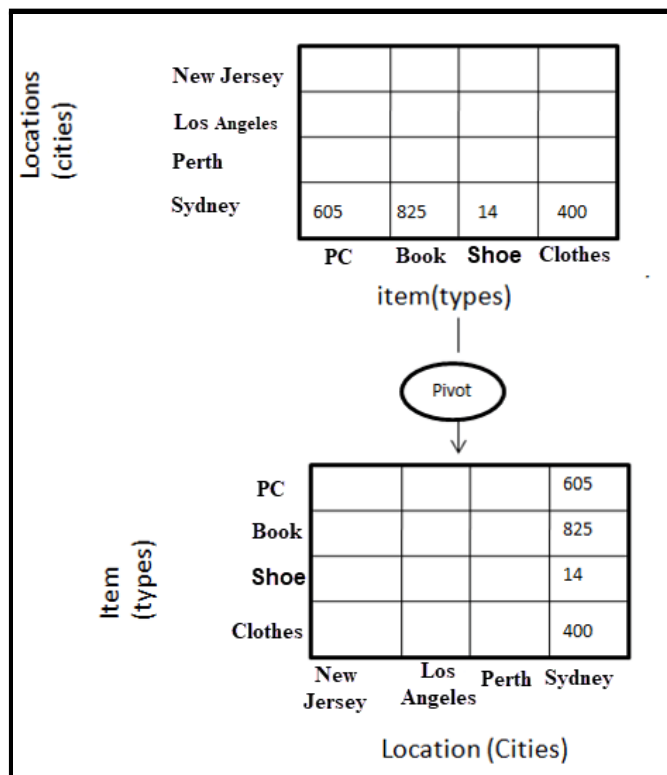 Locations
(cities)
New Jersey
Los Angeles
Perth
Sydney
605 825 14 400
PC Book Shoe Clothes
item(types)
Pivot
Item
(types)
PC 605
Book 825
Shoe 14
Clothes 400
New Jersey Los Angeles Perth Sydney
Location (Cities)